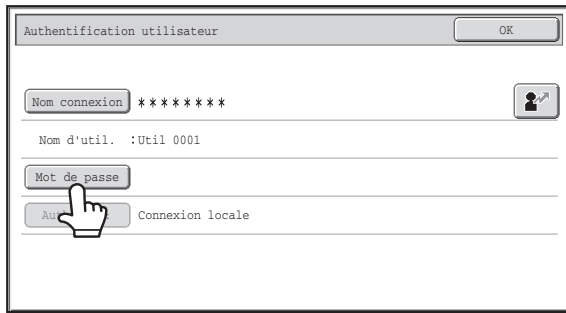 Authentification utilisateur OK
Nom connexion ********
Nom d'util. :Util 0001
Mot de passe
Connexion locale